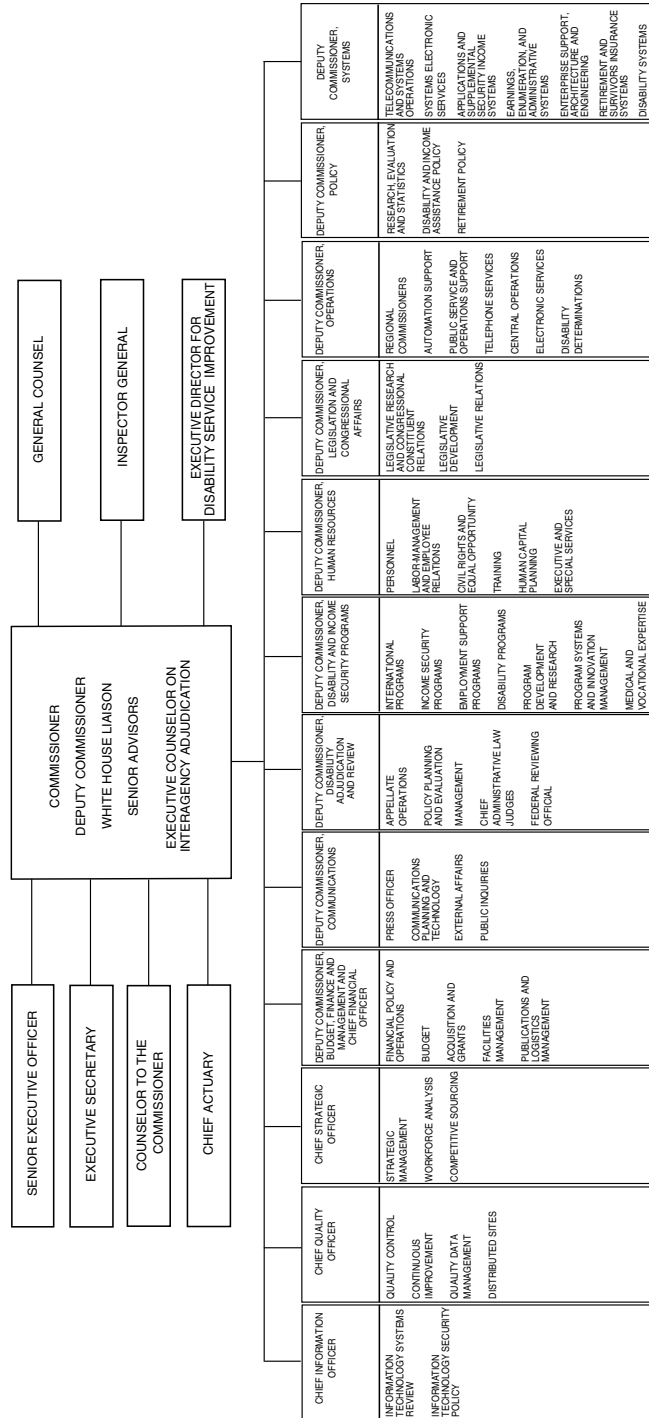 COMMISSIONER
DEPUTY COMMISSIONER
WHITE HOUSE LIAISON
SENIOR ADVISORS
EXECUTIVE COUNSELOR ON
INTERAGENCY ADJUDICATION
SENIOR EXECUTIVE OFFICER
EXECUTIVE SECRETARY
COUNSELOR TO THE
COMMISSIONER
CHIEF ACTUARY
GENERAL COUNSEL
INSPECTOR GENERAL
EXECUTIVE DIRECTOR FOR
DISABILITY SERVICE IMPROVEMENT
CHIEF INFORMATION
OFFICER
INFORMATION
TECHNOLOGY SYSTEMS
REVIEW
INFORMATION
TECHNOLOGY SECURITY
POLICY
CHIEF QUALITY
OFFICER
QUALITY CONTROL
CONTINUOUS
IMPROVEMENT
QUALITY DATA
MANAGEMENT
DISTRIBUTED SITES
CHIEF STRATEGIC
OFFICER
STRATEGIC
MANAGEMENT
WORKFORCE ANALYSIS
COMPETITIVE SOURCING
DEPUTY COMMISSIONER,
BUDGET, FINANCE AND
MANAGEMENT AND
CHIEF FINANCIAL
OFFICER
FINANCIAL POLICY AND
OPERATIONS
BUDGET
ACQUISITION AND
GRANTS
FACILITIES
MANAGEMENT
PUBLICATIONS AND
LOGISTICS
MANAGEMENT
DEPUTY COMMISSIONER,
COMMUNICATIONS
PRESS OFFICER
COMMUNICATIONS
PLANNING AND
TECHNOLOGY
EXTERNAL AFFAIRS
PUBLIC INQUIRIES
DEPUTY COMMISSIONER,
DISABILITY
ADJUDICATION
AND REVIEW
APPELLATE
OPERATIONS
POLICY PLANNING
AND EVALUATION
MANAGEMENT
CHIEF
ADMINISTRATIVE LAW
JUDGES
FEDERAL REVIEWING
OFFICIAL
DEPUTY COMMISSIONER,
DISABILITY AND INCOME
SECURITY PROGRAMS
INTERNATIONAL
PROGRAMS
INCOME SECURITY
PROGRAMS
EMPLOYMENT SUPPORT
PROGRAMS
DISABILITY PROGRAMS
PROGRAM
DEVELOPMENT
AND RESEARCH
PROGRAM SYSTEMS
AND INNOVATION
MANAGEMENT
MEDICAL AND
VOCATIONAL EXPERTISE
DEPUTY COMMISSIONER,
HUMAN RESOURCES
PERSONNEL
LABOR-MANAGEMENT
AND EMPLOYEE
RELATIONS
CIVIL RIGHTS AND
EQUAL OPPORTUNITY
TRAINING
HUMAN CAPITAL
PLANNING
EXECUTIVE AND
SPECIAL SERVICES
DEPUTY COMMISSIONER,
LEGISLATION AND
CONGRESSIONAL
AFFAIRS
LEGISLATIVE RESEARCH
AND CONGRESSIONAL
CONSTITUENT
RELATIONS
LEGISLATIVE
DEVELOPMENT
LEGISLATIVE RELATIONS
DEPUTY COMMISSIONER,
OPERATIONS
REGIONAL
COMMISSIONERS
AUTOMATION SUPPORT
PUBLIC SERVICE AND
OPERATIONS SUPPORT
TELEPHONE SERVICES
CENTRAL OPERATIONS
ELECTRONIC SERVICES
DISABILITY
DETERMINATIONS
DEPUTY COMMISSIONER,
POLICY
RESEARCH, EVALUATION
AND STATISTICS
DISABILITY AND INCOME
ASSISTANCE POLICY
RETIREMENT POLICY
DEPUTY
COMMISSIONER,
SYSTEMS
TELECOMMUNICATIONS
AND SYSTEMS
OPERATIONS
SYSTEMS ELECTRONIC
SERVICES
APPLICATIONS AND
SUPPLEMENTAL
SECURITY INCOME
SYSTEMS
EARNINGS,
ENUMERATION, AND
ADMINISTRATIVE
SYSTEMS
ENTERPRISE SUPPORT,
ARCHITECTURE AND
ENGINEERING
RETIREMENT AND
SURVIVORS INSURANCE
SYSTEMS
DISABILITY SYSTEMS